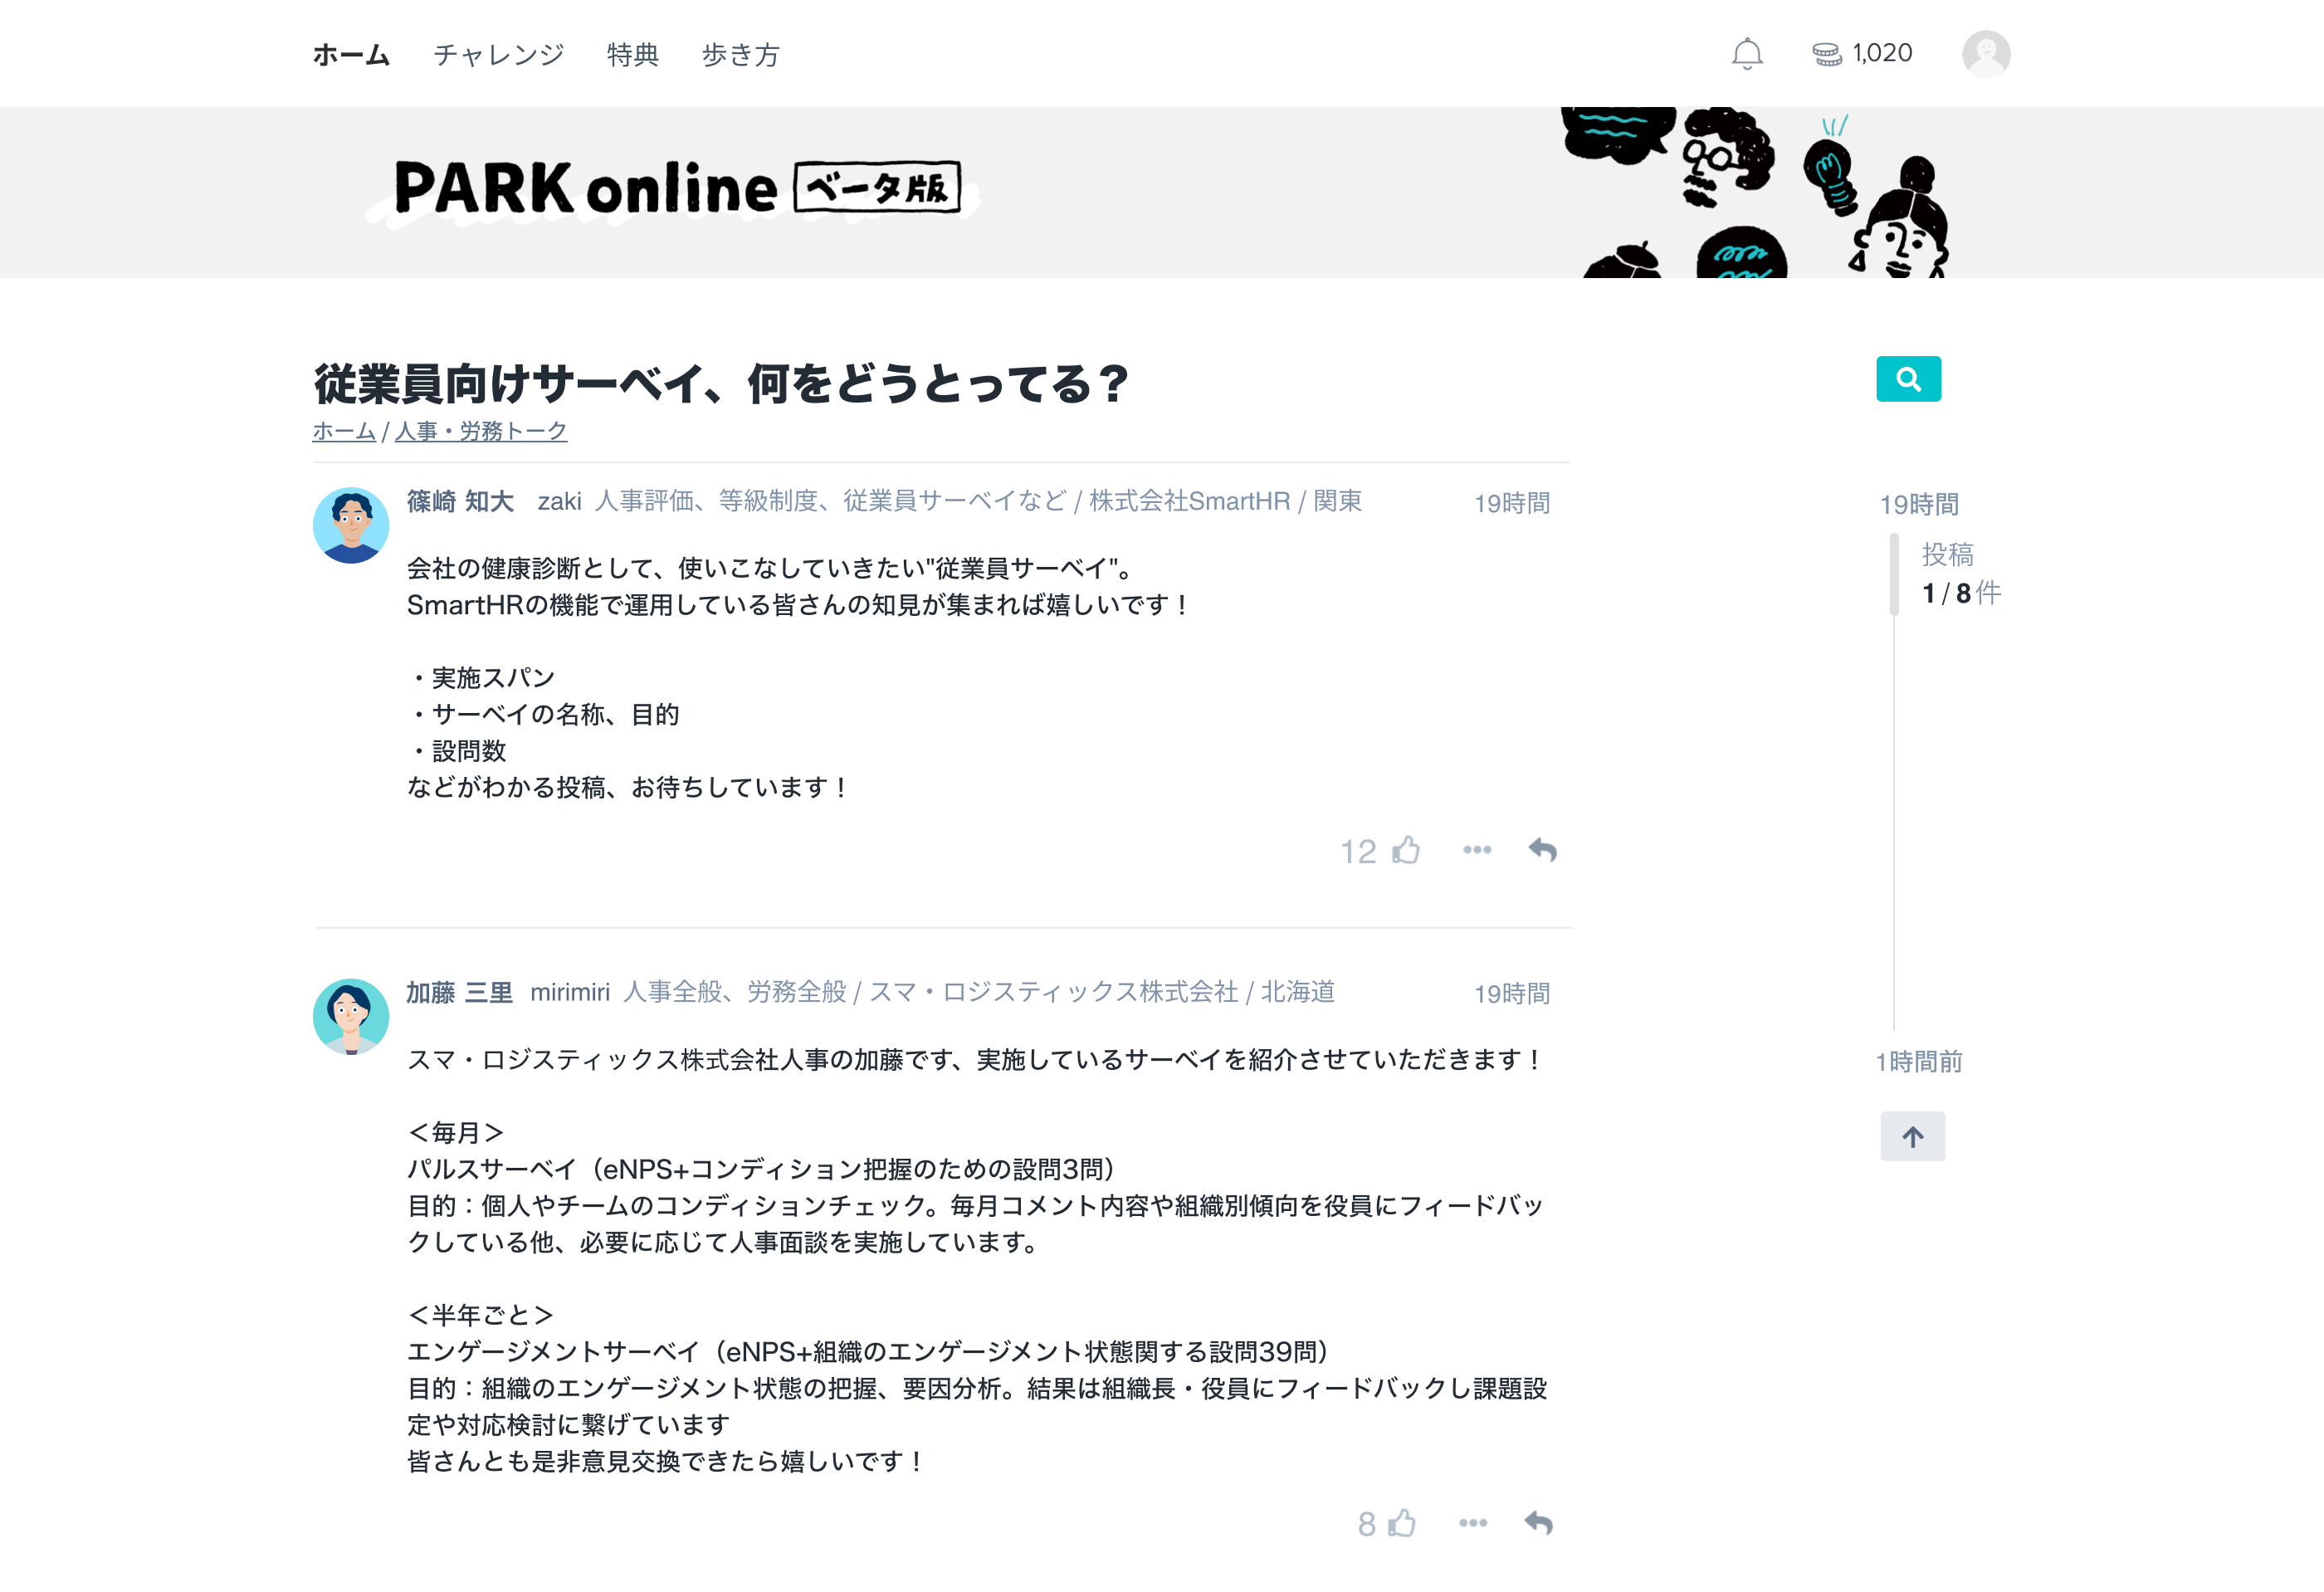 ホーム チャレンジ 特典 歩き方 1,020
PARK online ベータ版
従業員向けサーベイ、何をどうとってる？
ホーム / 人事・労務トーク
篠崎 知大 zaki 人事評価、等級制度、従業員サーベイなど / 株式会社SmartHR / 関東 19時間
会社の健康診断として、使いこなしていきたい"従業員サーベイ"。
SmartHRの機能で運用している皆さんの知見が集まれば嬉しいです！
・実施スパン
・サーベイの名称、目的
・設問数
などがわかる投稿、お待ちしています！
12
加藤 三里 mirimiri 人事全般、労務全般 / スマ・ロジスティックス株式会社 / 北海道 19時間
スマ・ロジスティックス株式会社人事の加藤です、実施しているサーベイを紹介させていただきます！
＜毎月＞
パルスサーベイ（eNPS+コンディション把握のための設問3問）
目的：個人やチームのコンディションチェック。毎月コメント内容や組織別傾向を役員にフィードバッ
クしている他、必要に応じて人事面談を実施しています。
＜半年ごと＞
エンゲージメントサーベイ（eNPS+組織のエンゲージメント状態関する設問39問）
目的：組織のエンゲージメント状態の把握、要因分析。結果は組織長・役員にフィードバックし課題設
定や対応検討に繋げています
皆さんとも是非意見交換できたら嬉しいです！
8
19時間
投稿
1 / 8 件
1時間前